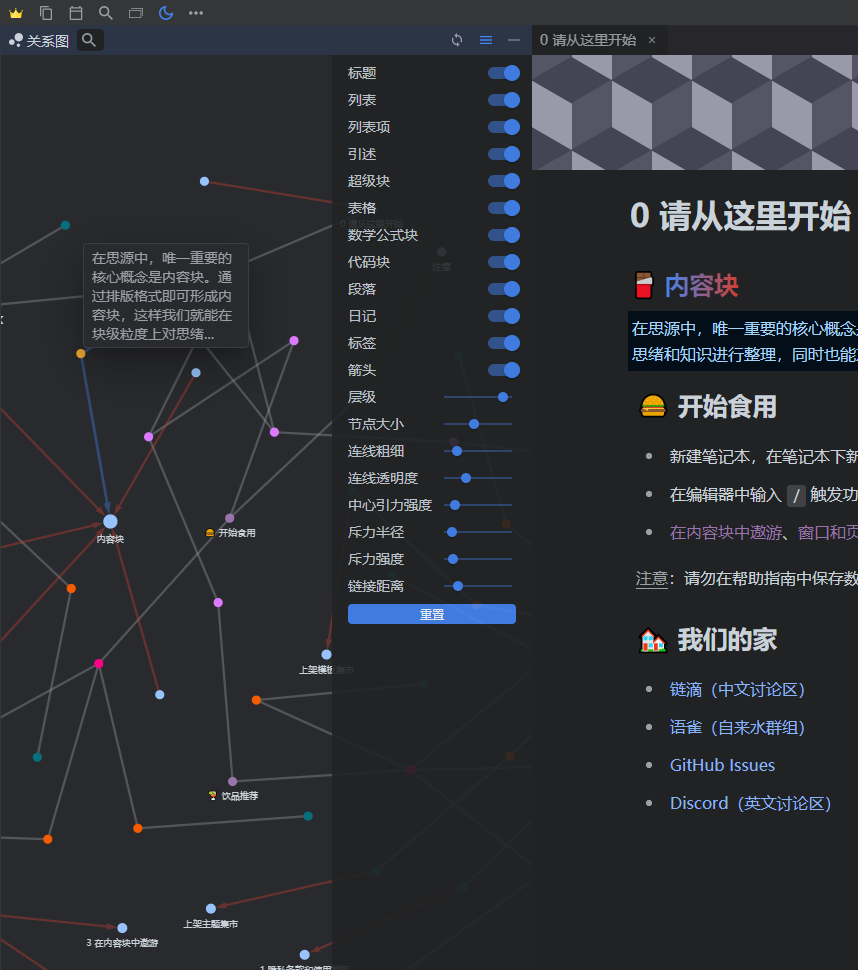 关系图
标题
列表
列表项
引述
超级块
表格
数学公式块
代码块
段落
日记
标签
箭头
层级
节点大小
连线粗细
连线透明度
中心引力强度
斥力半径
斥力强度
链接距离
重置
在思源中，唯一重要的
核心概念是内容块。通
过排版格式即可形成内
容块，这样我们就能在
块级粒度上对思绪...
注意
内容块
开始食用
上架模板集市
饮品推荐
上架主题集市
3 在内容块中遨游
0 请从这里开始 ×
0 请从这里开始
内容块
在思源中，唯一重要的核心概念
思绪和知识进行整理，同时也能
开始食用
新建笔记本，在笔记本下新
在编辑器中输入 / 触发功
在内容块中遨游、窗口和页
注意：请勿在帮助指南中保存数
我们的家
链滴（中文讨论区）
语雀（自来水群组）
GitHub Issues
Discord（英文讨论区）